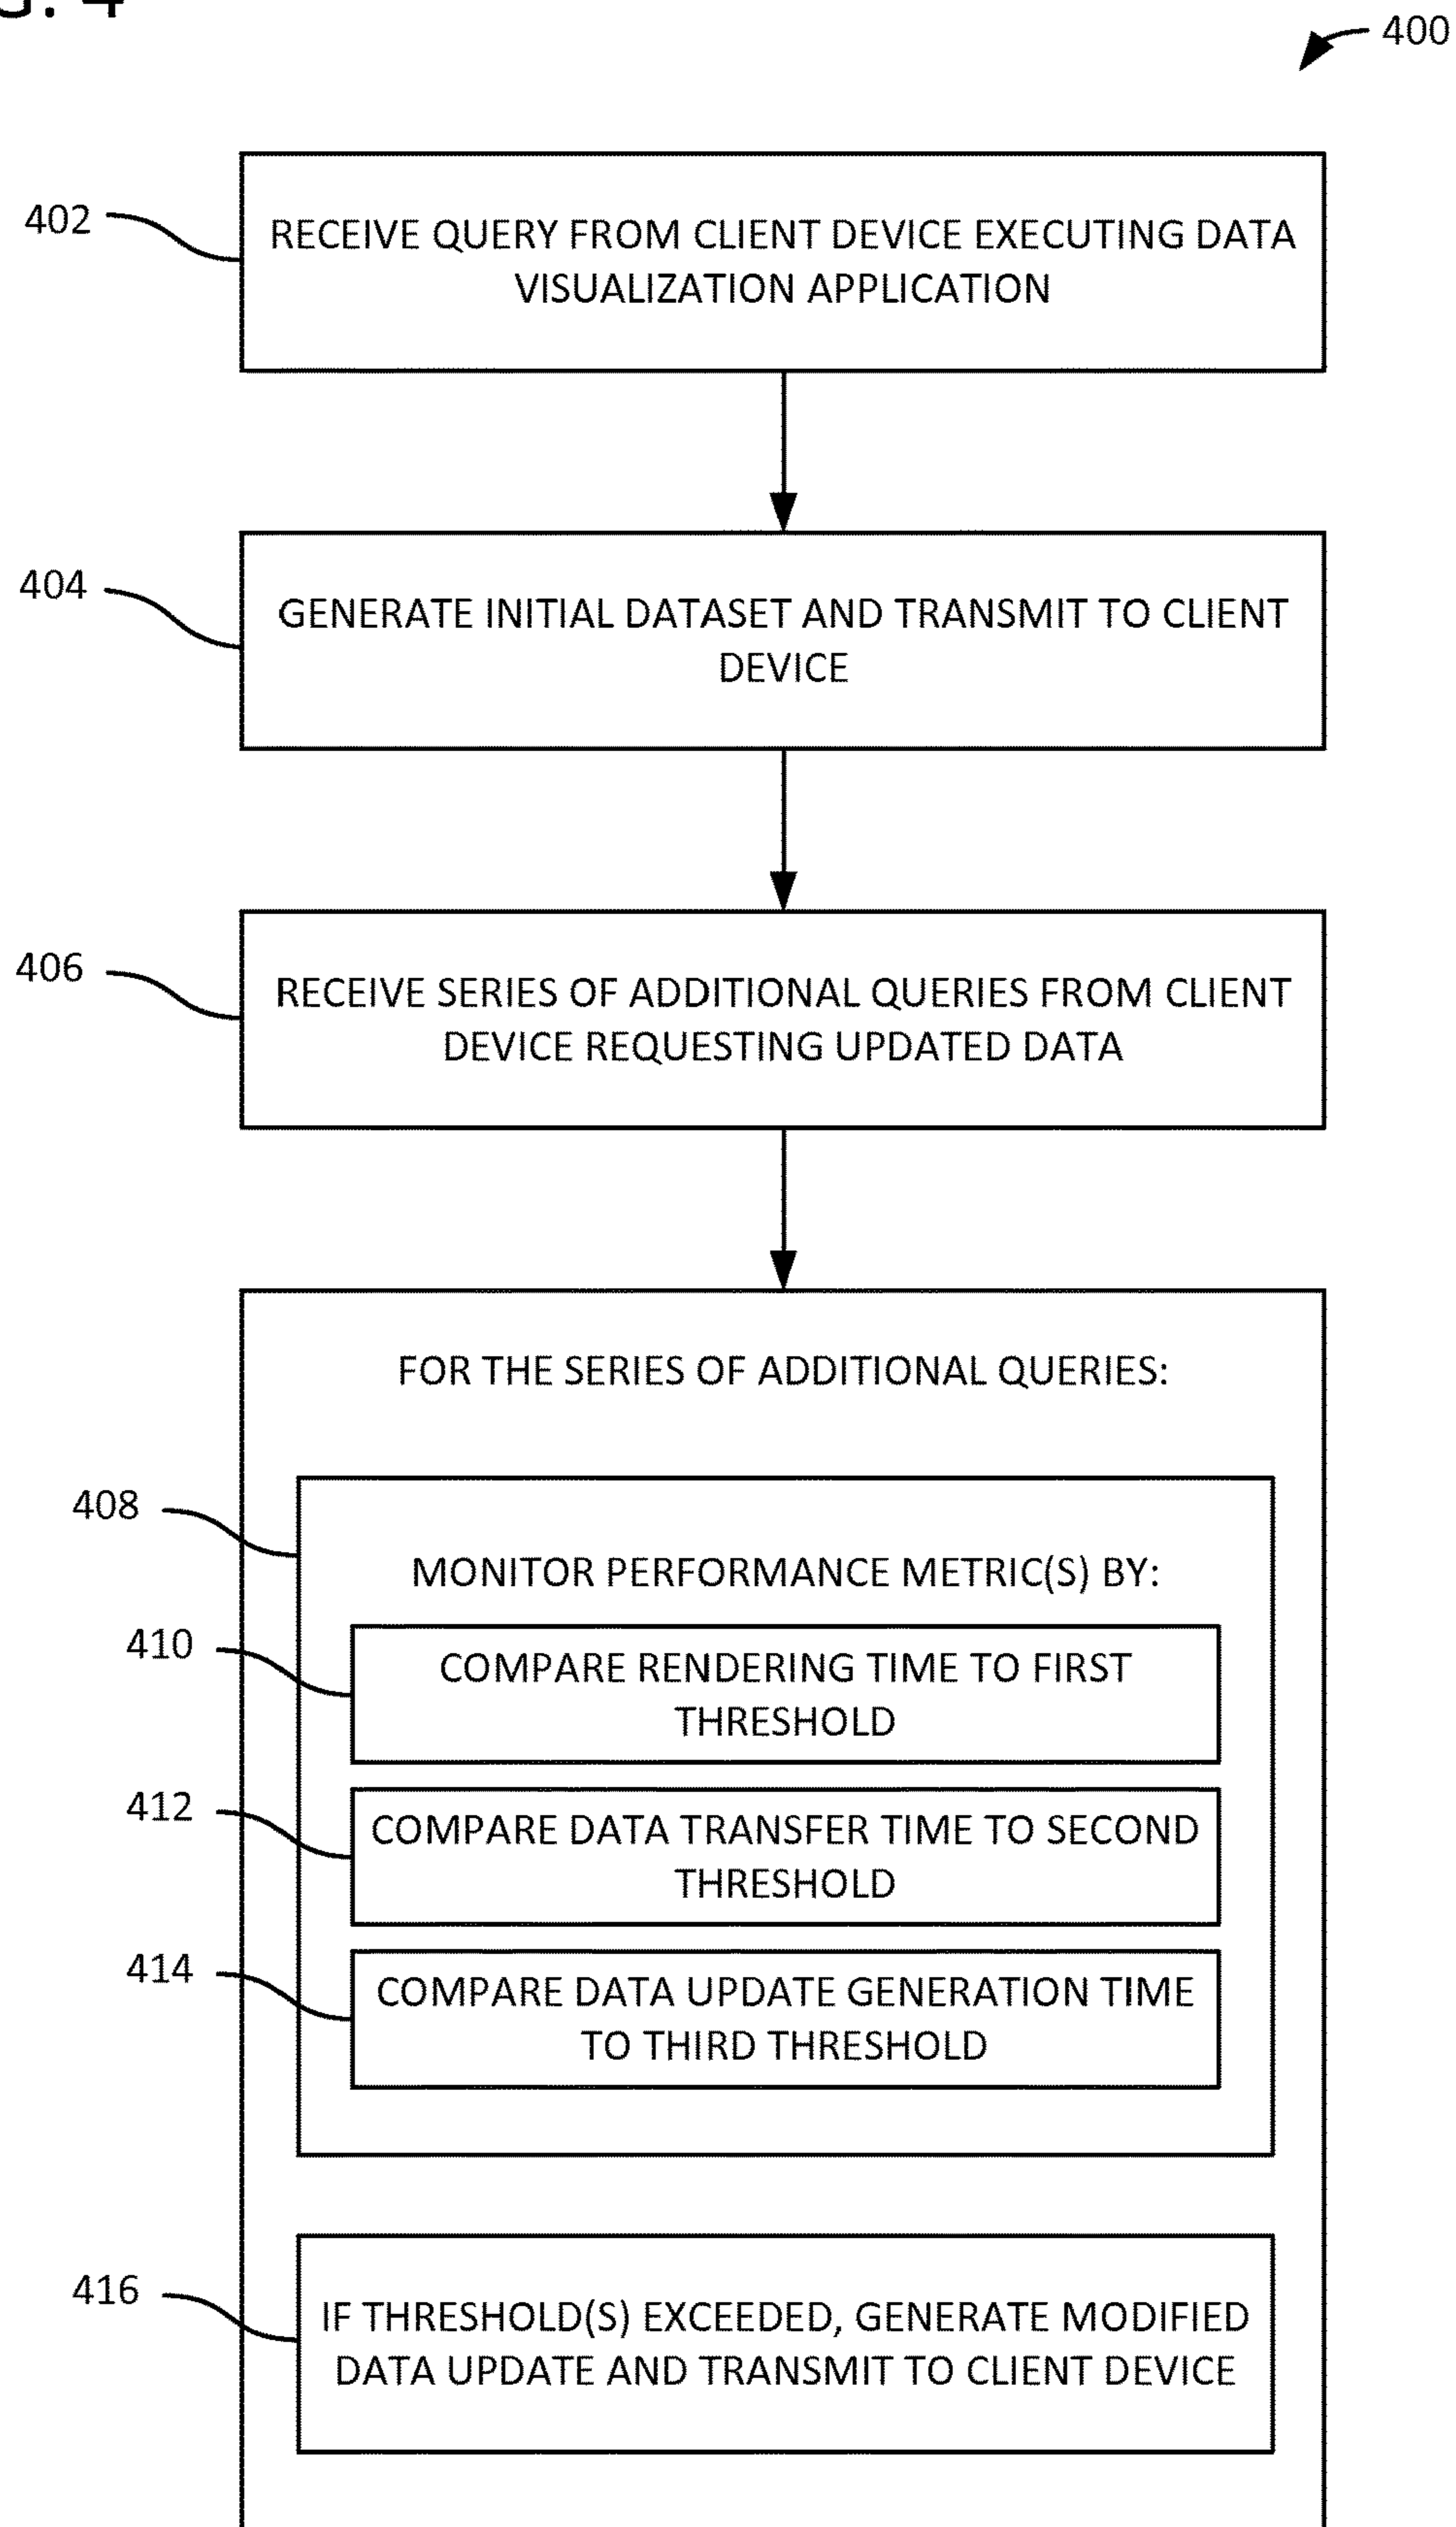 4
400
402
RECEIVE QUERY FROM CLIENT DEVICE EXECUTING DATA
VISUALIZATION APPLICATION
404
GENERATE INITIAL DATASET AND TRANSMIT TO CLIENT
DEVICE
406
RECEIVE SERIES OF ADDITIONAL QUERIES FROM CLIENT
DEVICE REQUESTING UPDATED DATA
FOR THE SERIES OF ADDITIONAL QUERIES:
408
MONITOR PERFORMANCE METRIC(S) BY:
410
COMPARE RENDERING TIME TO FIRST
THRESHOLD
412
COMPARE DATA TRANSFER TIME TO SECOND
THRESHOLD
414
COMPARE DATA UPDATE GENERATION TIME
TO THIRD THRESHOLD
416
IF THRESHOLD(S) EXCEEDED, GENERATE MODIFIED
DATA UPDATE AND TRANSMIT TO CLIENT DEVICE